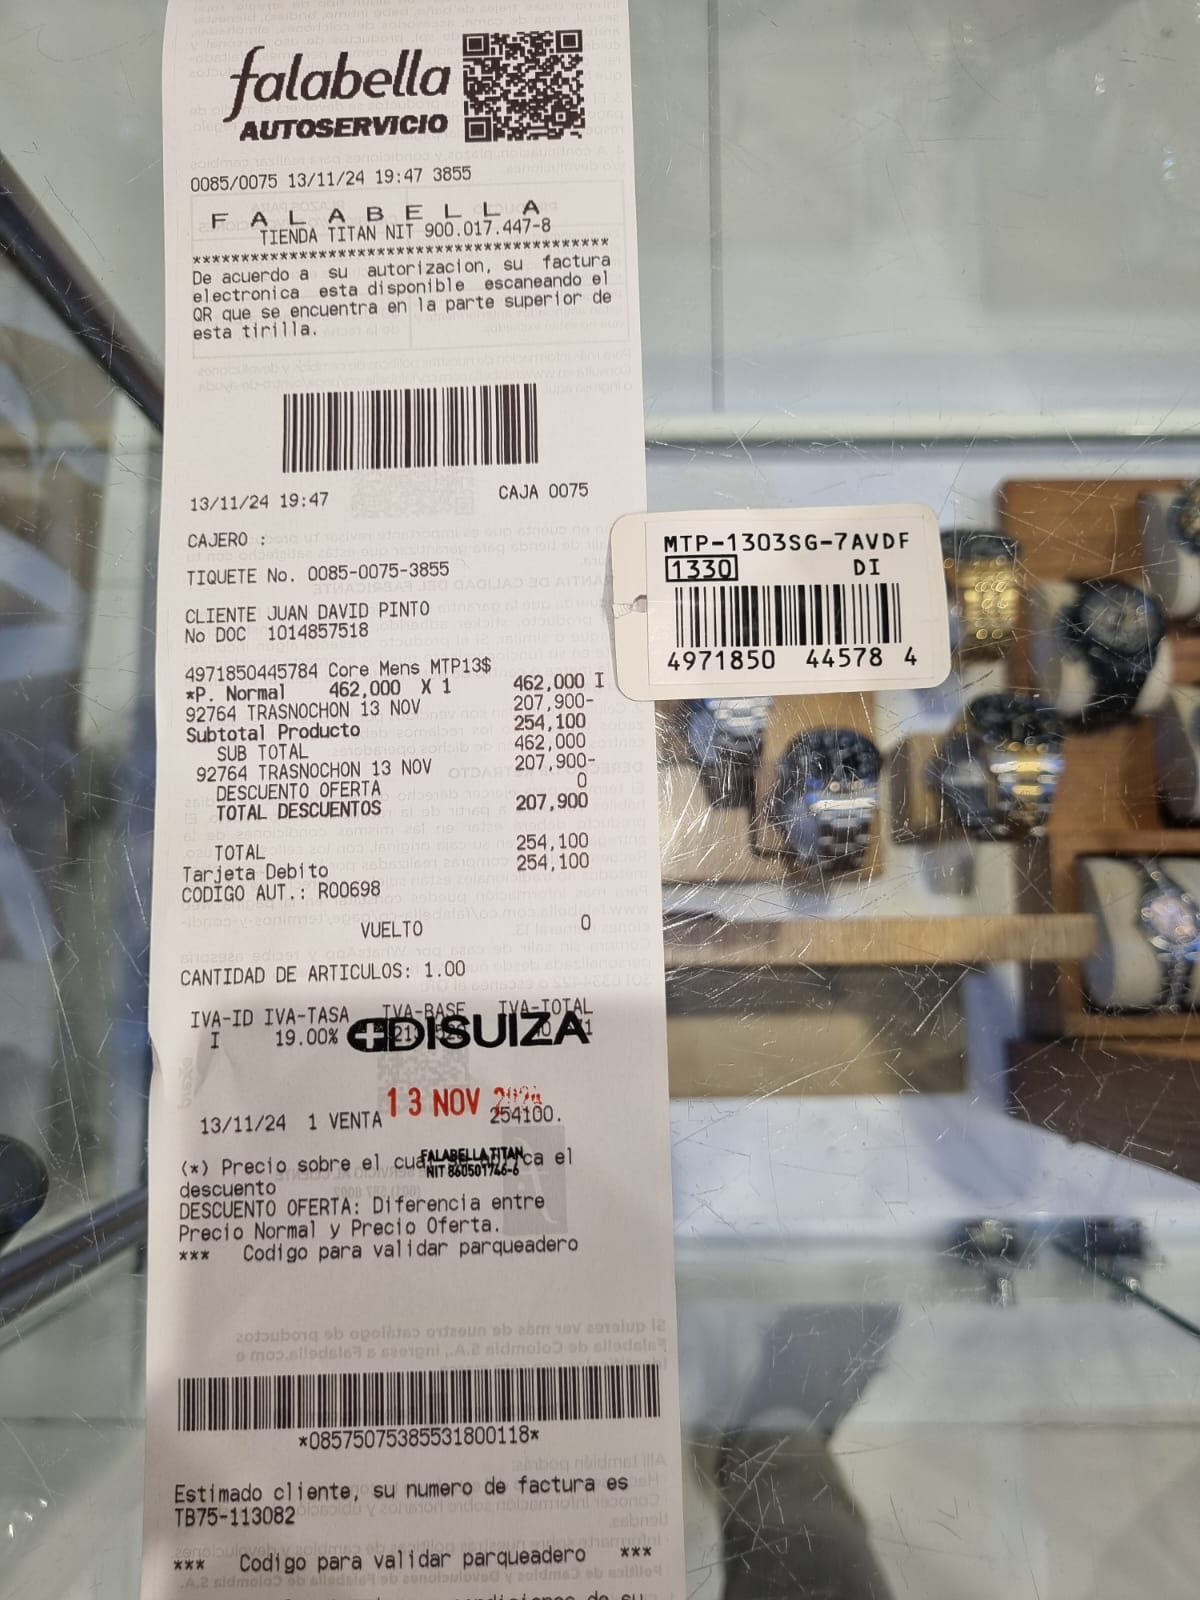 falabella
AUTOSERVICIO
0085/0075 13/11/24 19:47 3855
F A L A B E L L A
TIENDA TITAN NIT 900.017.447-8
*******************************************
De acuerdo a su autorizacion, su factura
electronica esta disponible escaneando el
QR que se encuentra en la parte superior de
esta tirilla.
13/11/24 19:47 CAJA 0075
CAJERO :
TIQUETE No. 0085-0075-3855
CLIENTE JUAN DAVID PINTO
No DOC 1014857518
4971850445784 Core Mens MTP13$
*P. Normal 462,000 X 1 462,000 I
92764 TRASNOCHON 13 NOV 207,900-
Subtotal Producto 254,100
SUB TOTAL 462,000
92764 TRASNOCHON 13 NOV 207,900-
DESCUENTO OFERTA 0
TOTAL DESCUENTOS 207,900
TOTAL 254,100
Tarjeta Debito 254,100
CODIGO AUT.: R00698
VUELTO 0
CANTIDAD DE ARTICULOS: 1.00
IVA-ID IVA-TASA IVA-BASE IVA-TOTAL
I 19.00%
DISUIZA
13 NOV 2024
13/11/24 1 VENTA 254100.
FALABELLA TITAN
NIT 860501746-6
(*) Precio sobre el el
descuento
DESCUENTO OFERTA: Diferencia entre
Precio Normal y Precio Oferta.
*** Codigo para validar parqueadero
*08575075385531800118*
Estimado cliente, su numero de factura es
TB75-113082
*** Codigo para validar parqueadero ***
MTP-1303SG-7AVDF
1330 DI
4971850 44578 4